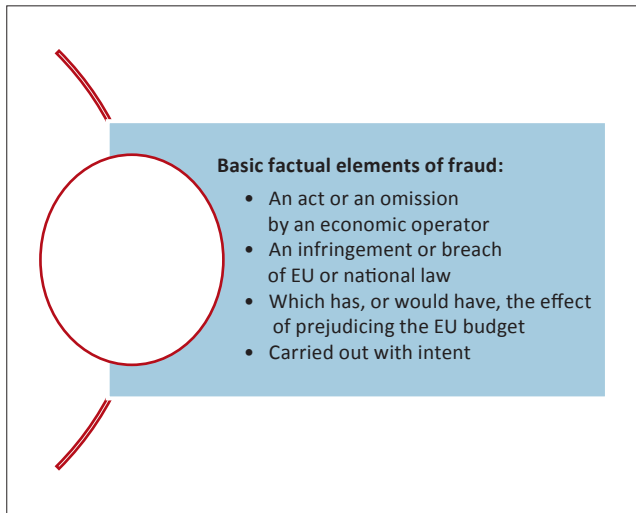 Basic factual elements of fraud:
• An act or an omission
by an economic operator
• An infringement or breach
of EU or national law
• Which has, or would have, the effect
of prejudicing the EU budget
• Carried out with intent